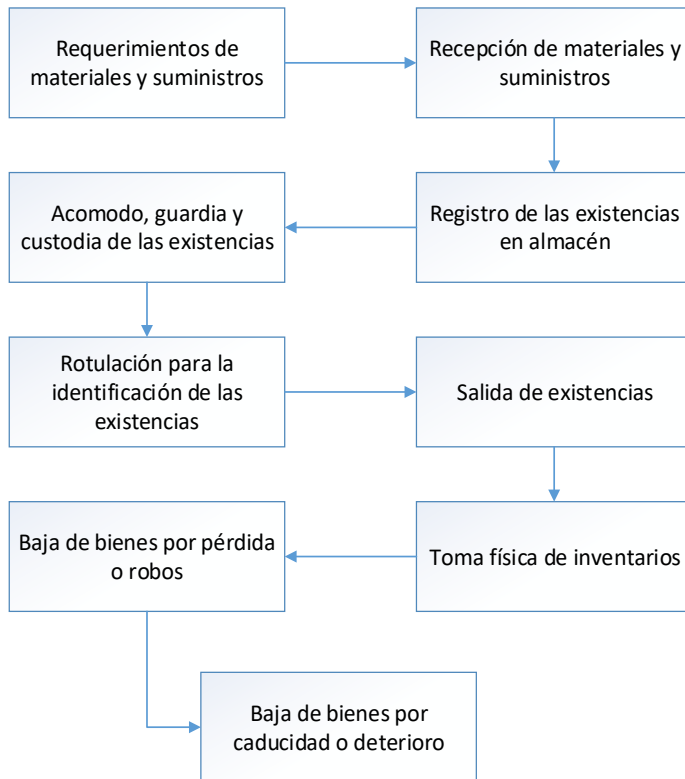 Requerimientos de
materiales y suministros
Recepción de materiales y
suministros
Registro de las existencias
en almacén
Acomodo, guardia y
custodia de las existencias
Rotulación para la
identificación de las
existencias
Salida de existencias
Toma física de inventarios
Baja de bienes por pérdida
o robos
Baja de bienes por
caducidad o deterioro